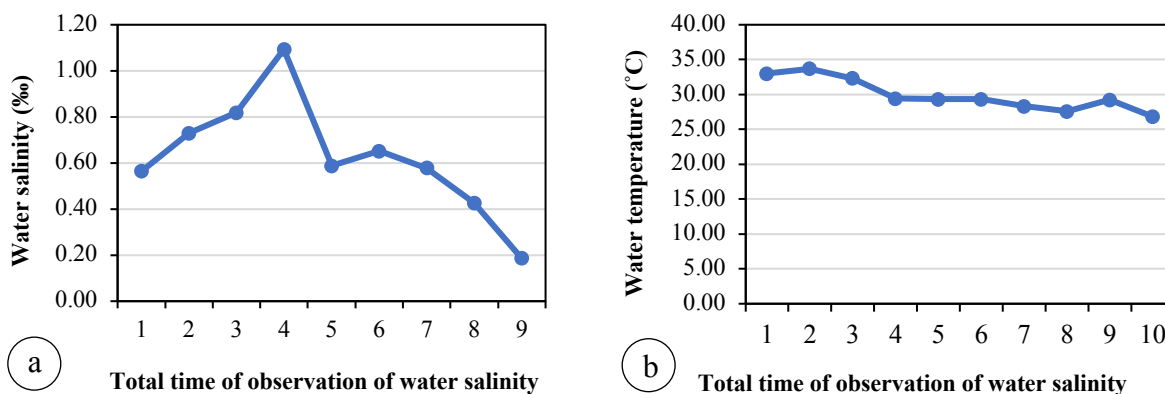 Water salinity (‰)
1.20
1.00
0.80
0.60
0.40
0.20
0.00
1 2 3 4 5 6 7 8 9
a
Total time of observation of water salinity
Water temperature (˚C)
40.00
35.00
30.00
25.00
20.00
15.00
10.00
5.00
0.00
1 2 3 4 5 6 7 8 9 10
b
Total time of observation of water salinity